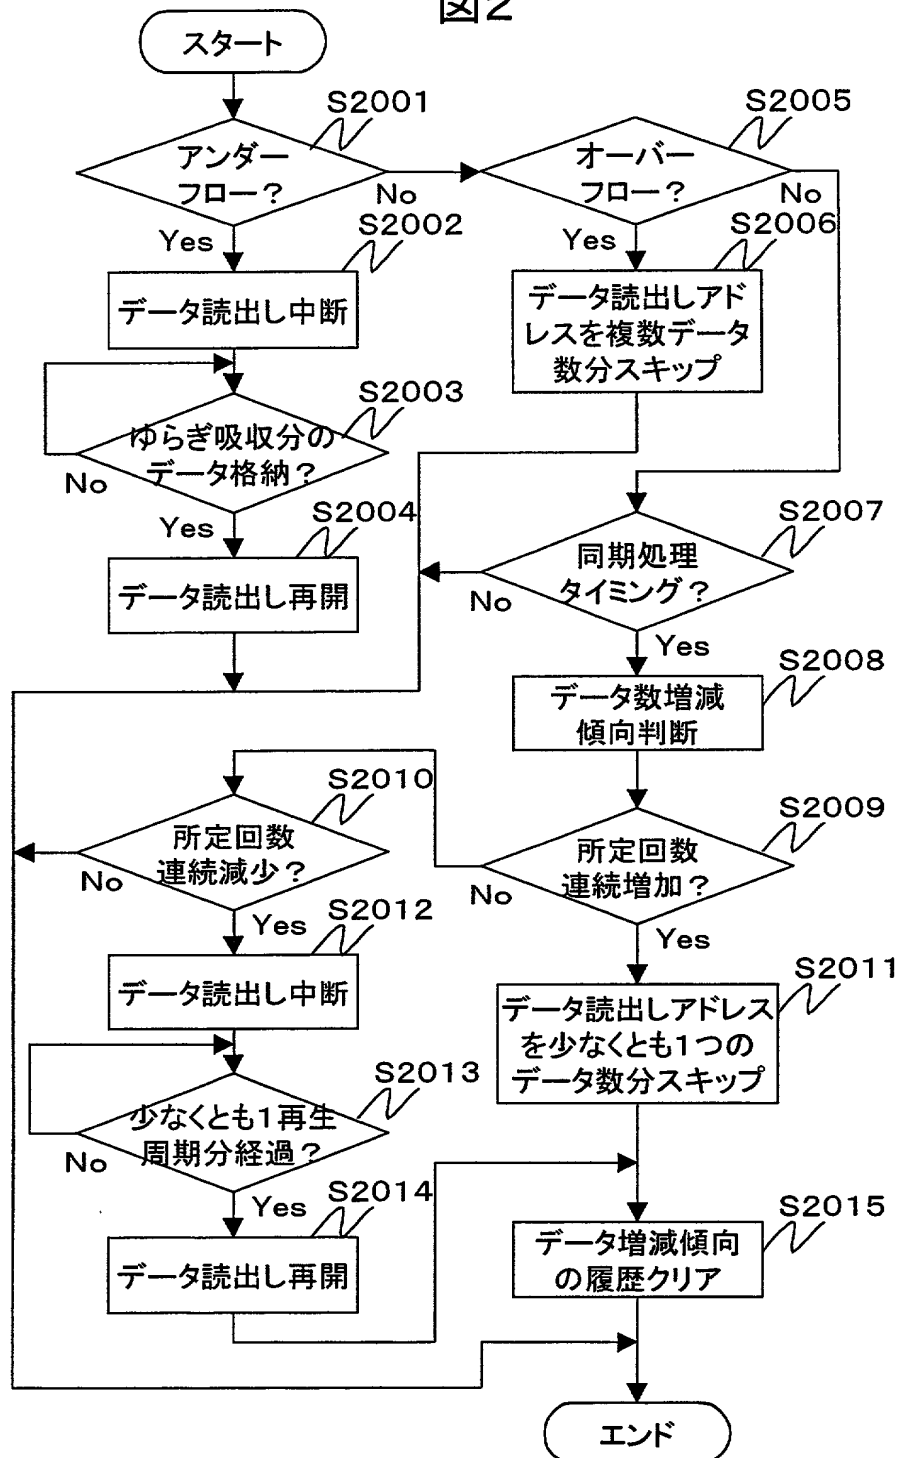 図2
スタート
S2001
アンダー
フロー?
No
Yes
S2002
データ読出し中断
S2003
ゆらぎ吸収分の
データ格納?
No
Yes
S2004
データ読出し再開
S2005
オーバー
フロー?
No
Yes
S2006
データ読出しアド
レスを複数データ
数分スキップ
S2007
同期処理
タイミング?
No
Yes
S2008
データ数増減
傾向判断
S2009
所定回数
連続増加?
No
Yes
S2010
所定回数
連続減少?
No
Yes
S2012
データ読出し中断
S2013
少なくとも1再生
周期分経過?
No
Yes
S2014
データ読出し再開
S2011
データ読出しアドレス
を少なくとも1つの
データ数分スキップ
S2015
データ増減傾向
の履歴クリア
エンド